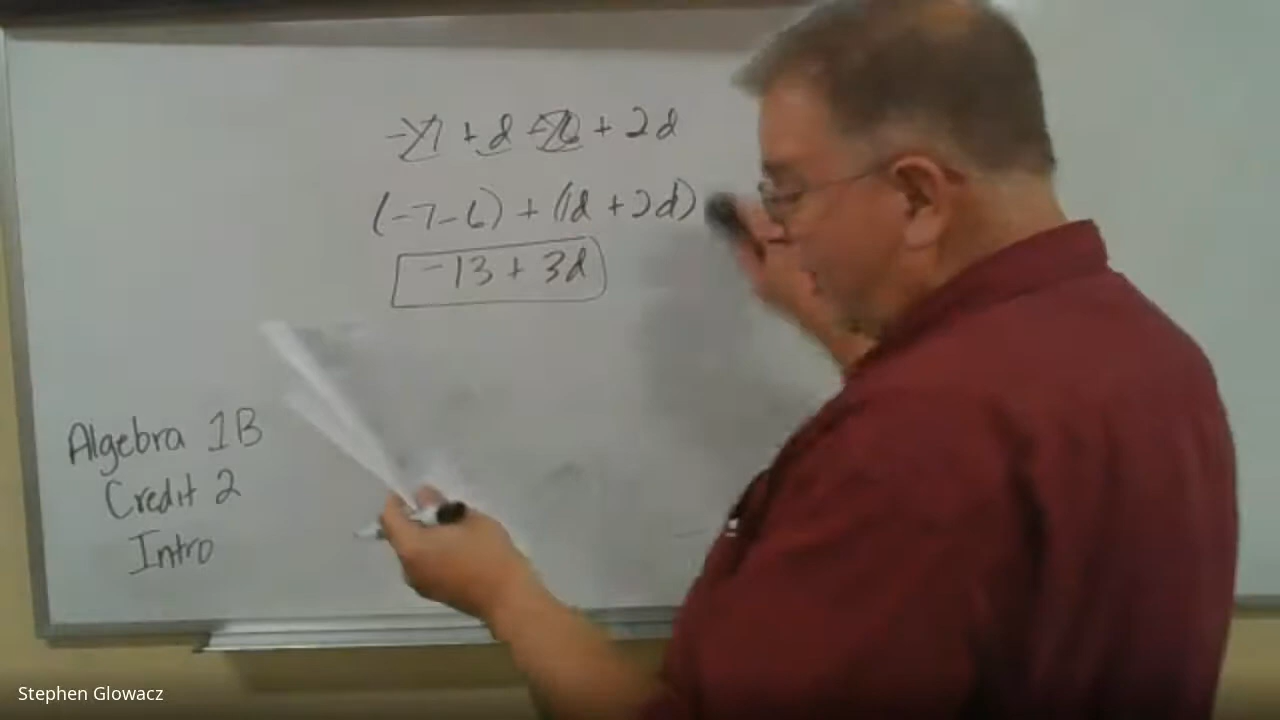 -7 + d - 6 + 2d
(-7-6) + (1d + 2d)
-13 + 3d
Algebra 1B
Credit 2
Intro
Stephen Glowacz